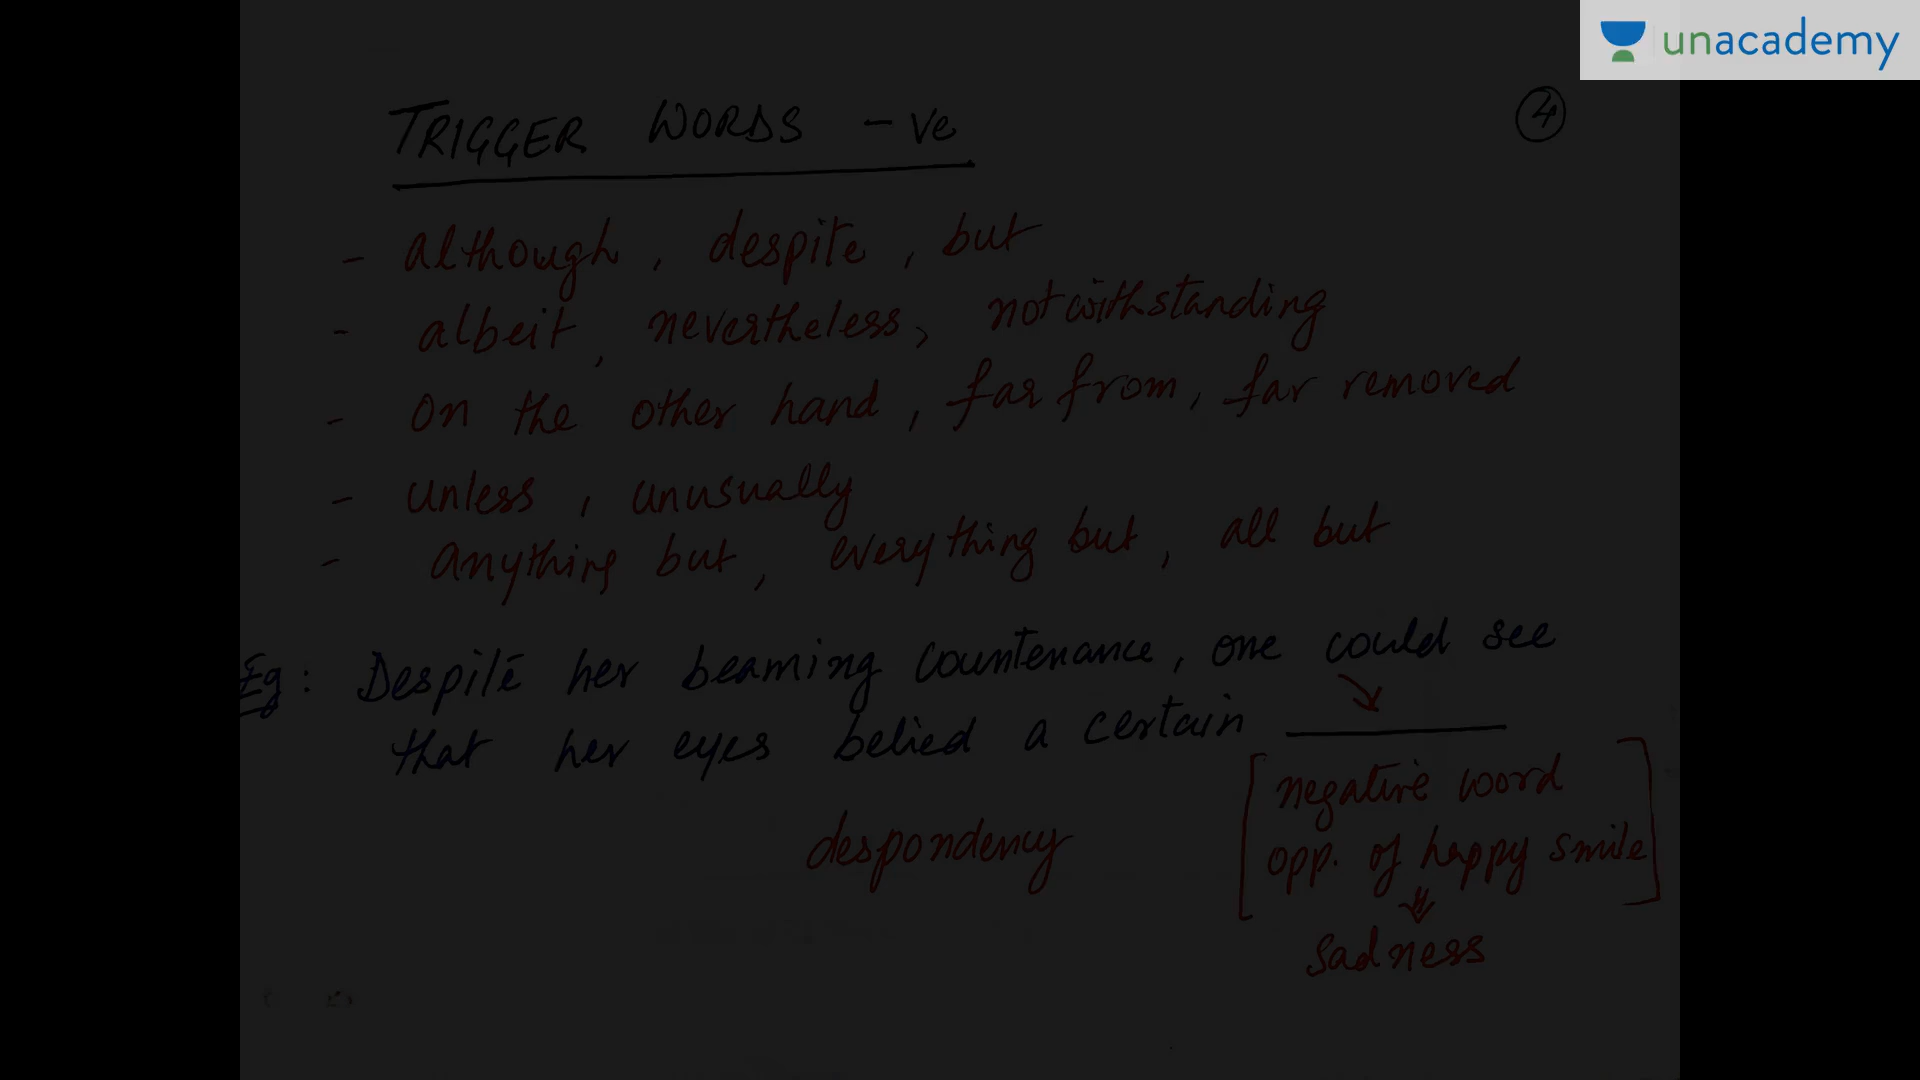 unacademy
TRIGGER WORDS -ve
4
- although, despite, but
- albeit, nevertheless, notwithstanding
- on the other hand, far from, far removed
- unless, unusually
- anything but, everything but, all but
Eg: Despite her beaming countenance, one could see
that her eyes belied a certain ______
[negative word
opp. of happy smile]
despondency
sadness